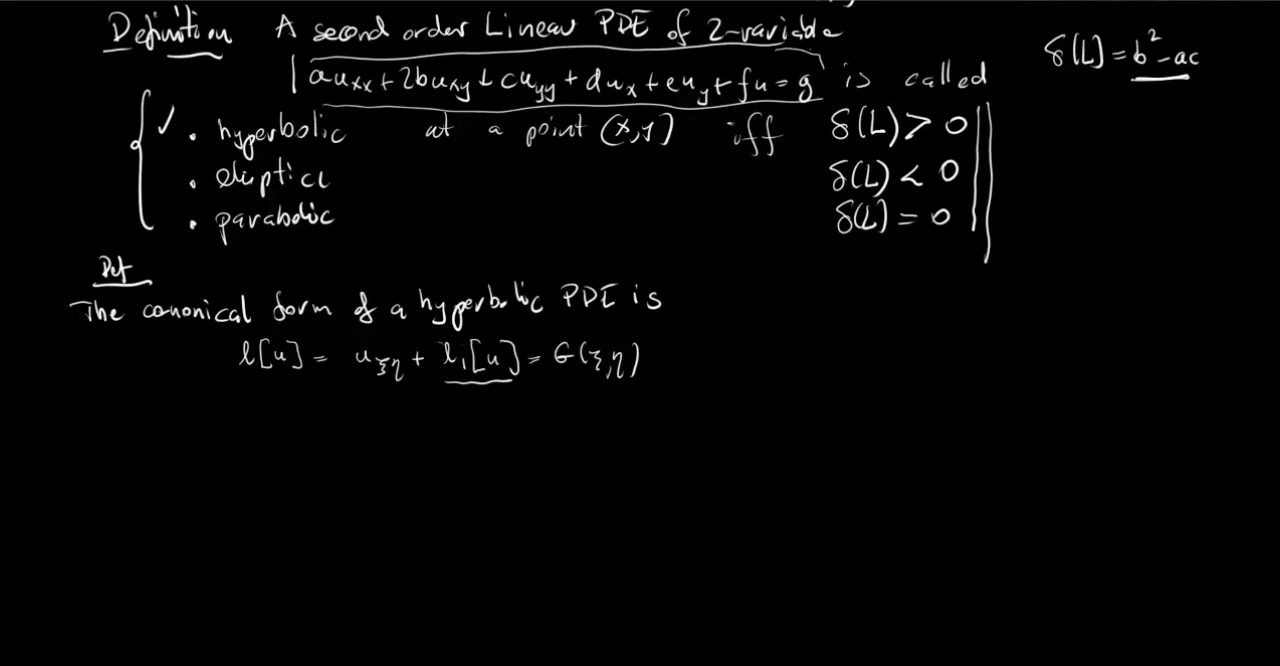 Definition A second order Linear PDE of 2-variable
au_xx + 2bu_xy + cu_yy + du_x + eu_y + fu = g is called
δ(L) = b² - ac
✓ • hyperbolic at a point (x,y) iff δ(L) > 0
• eliptic δ(L) < 0
• parabolic δ(L) = 0
Def
The canonical form of a hyperbolic PDE is
l[u] = u_ξη + l₁[u] = G(ξ,η)